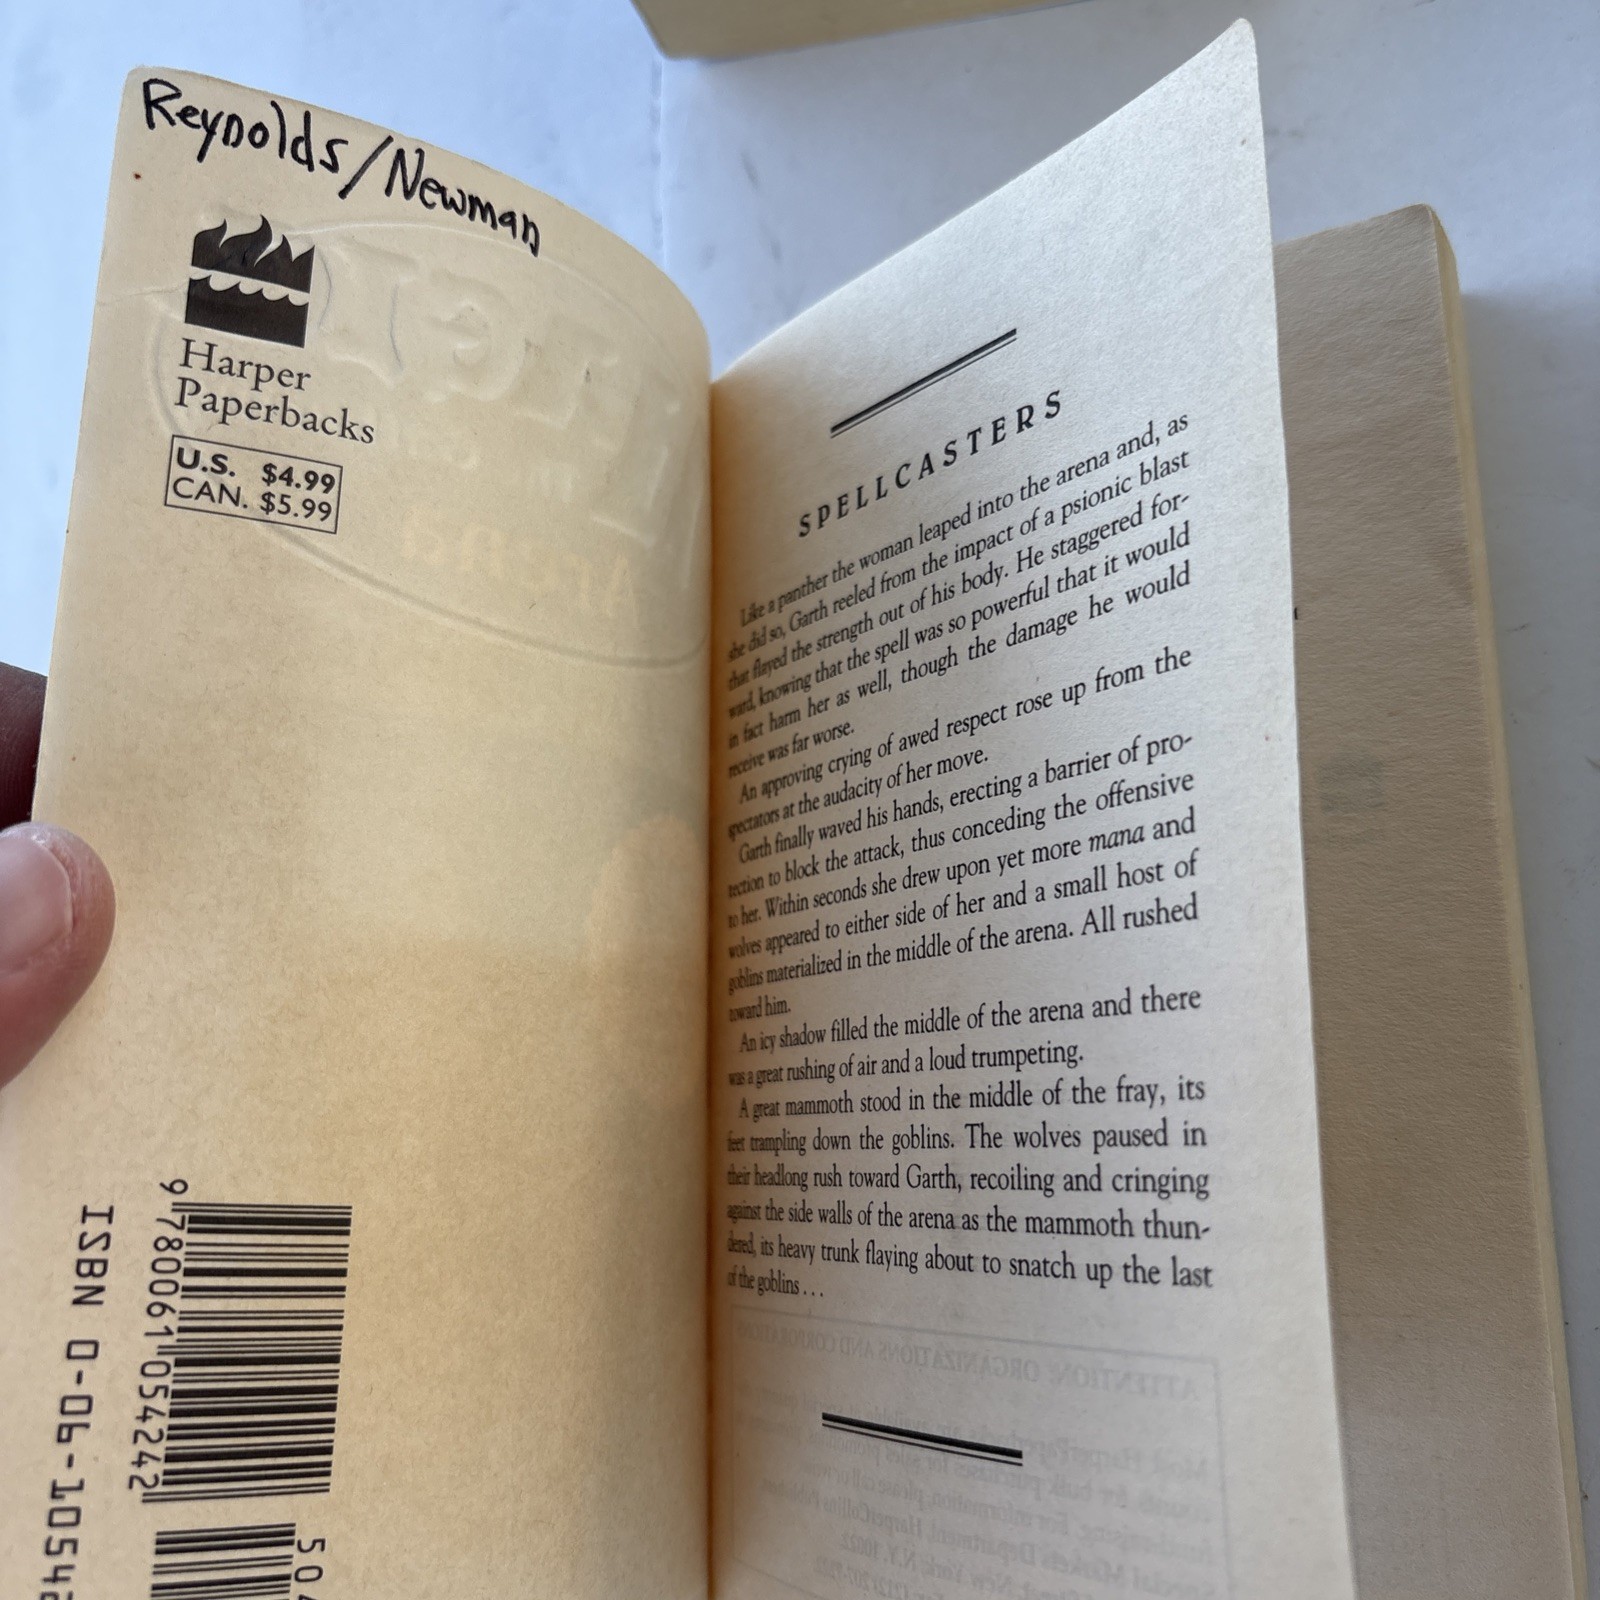 Reynolds/Newman
Harper
Paperbacks
U.S. $4.99
CAN. $5.99
9 780061 054242
ISBN 0-06-1054
SPELLCASTERS
Like a panther the woman leaped into the arena and, as
she did so, Garth reeled from the impact of a psionic blast
that flayed the strength out of his body. He staggered for-
ward, knowing that the spell was so powerful that it would
in fact harm her as well, though the damage he would
receive was far worse.
An approving crying of awed respect rose up from the
spectators at the audacity of her move.
Garth finally waved his hands, erecting a barrier of pro-
tection to block the attack, thus conceding the offensive
to her. Within seconds she drew upon yet more mana and
wolves appeared to either side of her and a small host of
goblins materialized in the middle of the arena. All rushed
toward him.
An icy shadow filled the middle of the arena and there
was a great rushing of air and a loud trumpeting.
A great mammoth stood in the middle of the fray, its
feet trampling down the goblins. The wolves paused in
their headlong rush toward Garth, recoiling and cringing
against the side walls of the arena as the mammoth thun-
dered, its heavy trunk flaying about to snatch up the last
of the goblins . . .
ATTENTION: ORGANIZATIONS AND CORPORATIONS